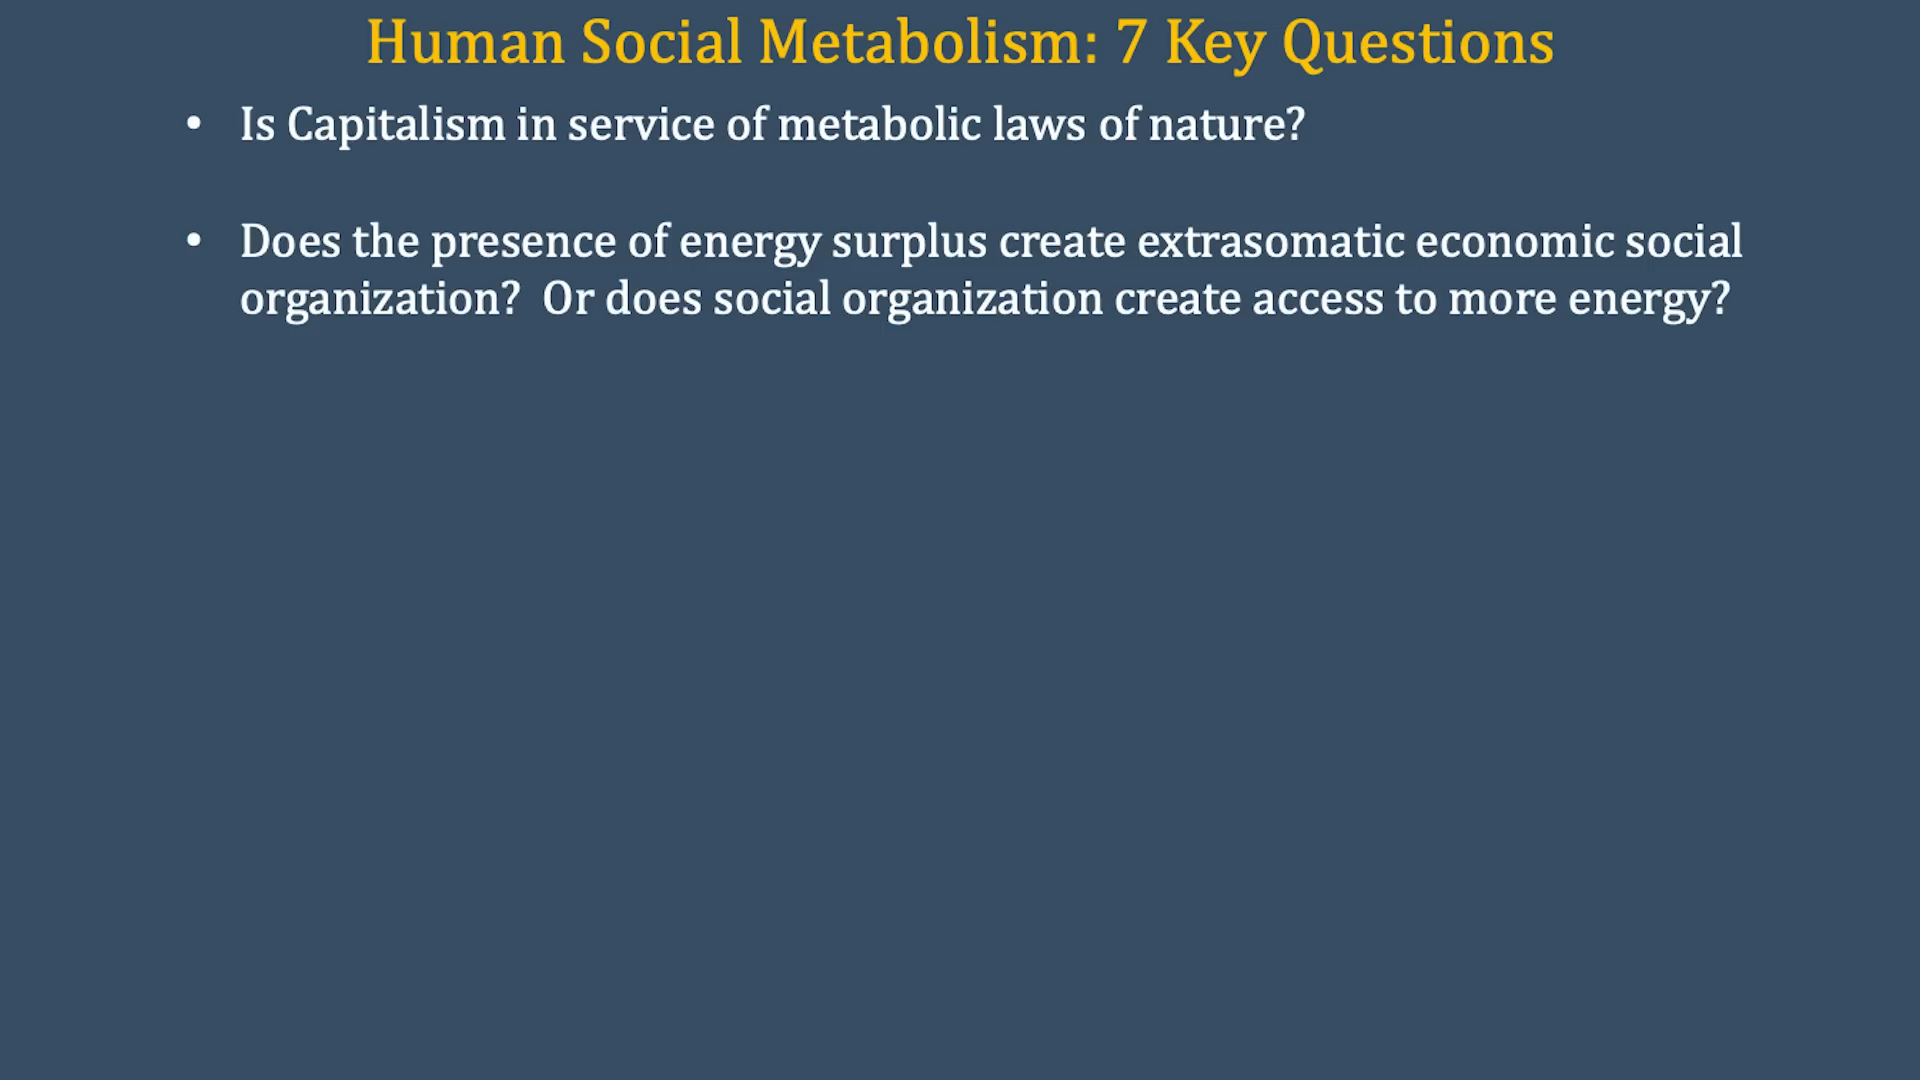 Human Social Metabolism: 7 Key Questions
• Is Capitalism in service of metabolic laws of nature?
• Does the presence of energy surplus create extrasomatic economic social
organization?  Or does social organization create access to more energy?